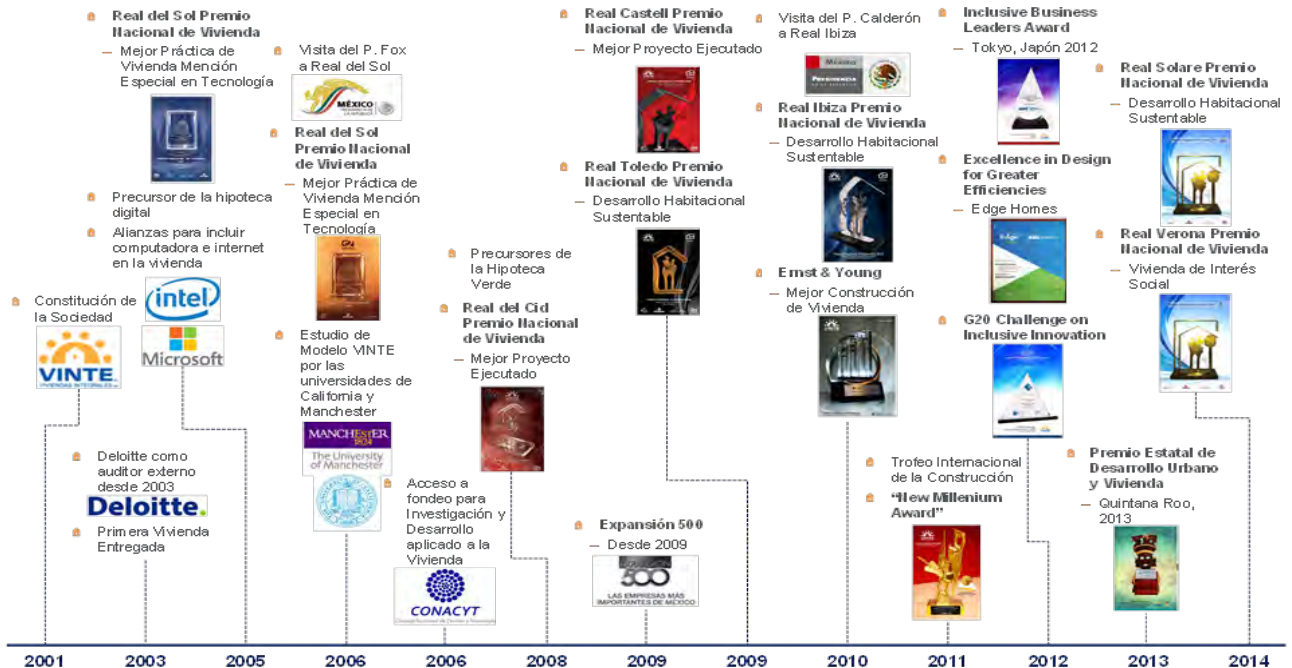 Real del Sol Premio
Nacional de Vivienda
– Mejor Práctica de
Vivienda Mención
Especial en Tecnología
Precursor de la hipoteca
digital
Alianzas para incluir
computadora e internet
en la vivienda
intel
Microsoft
Constitución de
la Sociedad
VINTE
VIVIENDAS INTEGRALES
Deloitte como
auditor externo
desde 2003
Deloitte.
Primera Vivienda
Entregada
Visita del P. Fox
a Real del Sol
MÉXICO
Real del Sol
Premio Nacional
de Vivienda
– Mejor Práctica de
Vivienda Mención
Especial en
Tecnología
Estudio de
Modelo VINTE
por las
universidades de
California y
Manchester
MANCHESTER
1824
The University
of Manchester
Acceso a
fondeo para
Investigación y
Desarrollo
aplicado a la
Vivienda
CONACYT
Precursores de
la Hipoteca
Verde
Real del Cid
Premio Nacional
de Vivienda
– Mejor Proyecto
Ejecutado
Real Castell Premio
Nacional de Vivienda
– Mejor Proyecto Ejecutado
Real Toledo Premio
Nacional de Vivienda
– Desarrollo Habitacional
Sustentable
Expansión 500
– Desde 2009
500
LAS EMPRESAS MÁS
IMPORTANTES DE MÉXICO
Visita del P. Calderón
a Real Ibiza
México
PRESIDENCIA
Real Ibiza Premio
Nacional de Vivienda
– Desarrollo Habitacional
Sustentable
Ernst & Young
– Mejor Construcción
de Vivienda
Trofeo Internacional
de la Construcción
“New Millenium
Award”
Inclusive Business
Leaders Award
– Tokyo, Japón 2012
Excellence in Design
for Greater
Efficiencies
– Edge Homes
G20 Challenge on
Inclusive Innovation
Premio Estatal de
Desarrollo Urbano
y Vivienda
– Quintana Roo,
2013
Real Solare Premio
Nacional de Vivienda
– Desarrollo Habitacional
Sustentable
Real Verona Premio
Nacional de Vivienda
– Vivienda de Interés
Social
2001 2003 2005 2006 2006 2008 2009 2009 2010 2011 2012 2013 2014